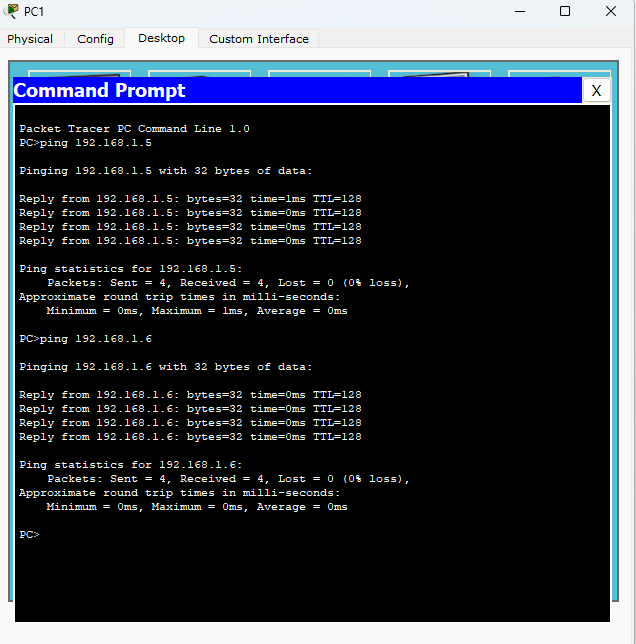 PC1
Physical Config Desktop Custom Interface
Command Prompt X
Packet Tracer PC Command Line 1.0
PC>ping 192.168.1.5
Pinging 192.168.1.5 with 32 bytes of data:
Reply from 192.168.1.5: bytes=32 time=1ms TTL=128
Reply from 192.168.1.5: bytes=32 time=0ms TTL=128
Reply from 192.168.1.5: bytes=32 time=0ms TTL=128
Reply from 192.168.1.5: bytes=32 time=0ms TTL=128
Ping statistics for 192.168.1.5:
    Packets: Sent = 4, Received = 4, Lost = 0 (0% loss),
Approximate round trip times in milli-seconds:
    Minimum = 0ms, Maximum = 1ms, Average = 0ms
PC>ping 192.168.1.6
Pinging 192.168.1.6 with 32 bytes of data:
Reply from 192.168.1.6: bytes=32 time=0ms TTL=128
Reply from 192.168.1.6: bytes=32 time=0ms TTL=128
Reply from 192.168.1.6: bytes=32 time=0ms TTL=128
Reply from 192.168.1.6: bytes=32 time=0ms TTL=128
Ping statistics for 192.168.1.6:
    Packets: Sent = 4, Received = 4, Lost = 0 (0% loss),
Approximate round trip times in milli-seconds:
    Minimum = 0ms, Maximum = 0ms, Average = 0ms
PC>